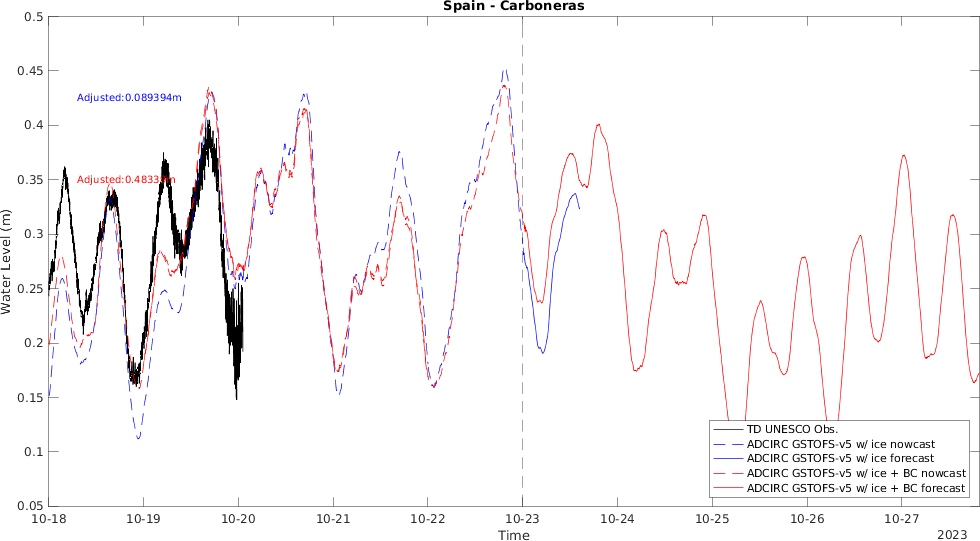 Spain - Carboneras
0.5
0.45
0.4
0.35
0.3
0.25
0.2
0.15
0.1
0.05
Water Level (m)
Adjusted:0.089394m
TD UNESCO Obs.
ADCIRC GSTOFS-v5 w/ ice nowcast
ADCIRC GSTOFS-v5 w/ ice forecast
ADCIRC GSTOFS-v5 w/ ice + BC nowcast
ADCIRC GSTOFS-v5 w/ ice + BC forecast
10-18
10-19
10-20
10-21
10-22
10-23
10-24
10-25
10-26
10-27
Time
2023